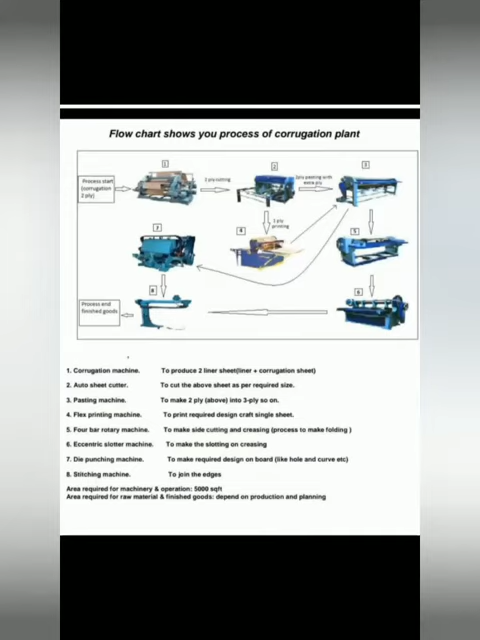 Flow chart shows you process of corrugation plant
1
2
3
Process start
(corrugation
2 ply)
2 ply cutting
2ply pasting with
extra ply
1 ply
printing
7
4
5
8
6
Process end
finished goods
1. Corrugation machine. To produce 2 liner sheet(liner + corrugation sheet)
2. Auto sheet cutter. To cut the above sheet as per required size.
3. Pasting machine. To make 2 ply (above) into 3-ply so on.
4. Flex printing machine. To print required design craft single sheet.
5. Four bar rotary machine. To make side cutting and creasing (process to make folding )
6. Eccentric slotter machine. To make the slotting on creasing
7. Die punching machine. To make required design on board (like hole and curve etc)
8. Stitching machine. To join the edges
Area required for machinery & operation: 5000 sqft
Area required for raw material & finished goods: depend on production and planning